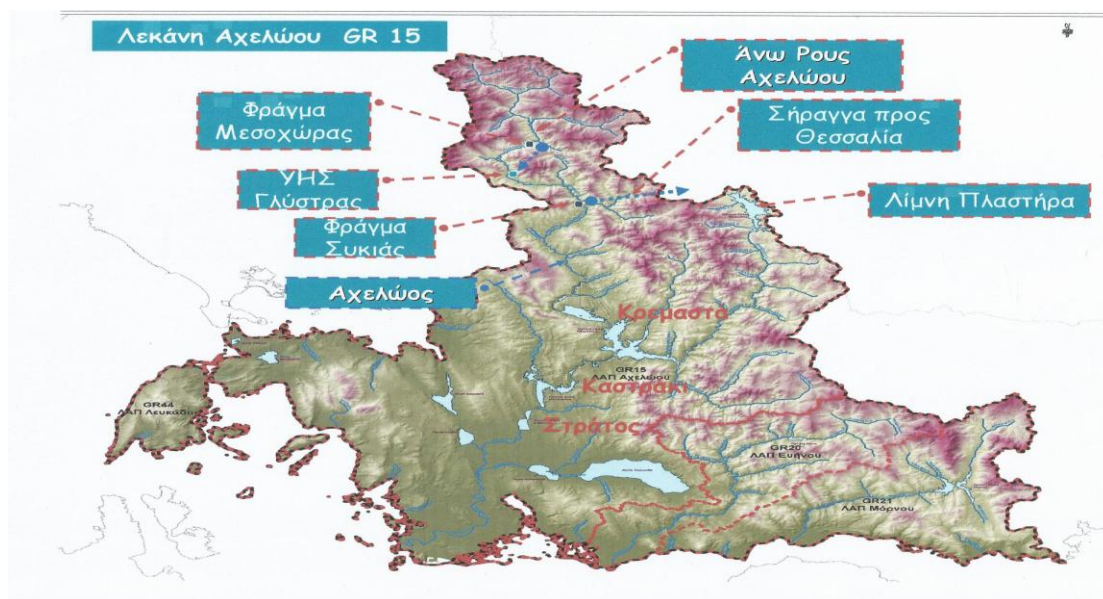 Λεκάνη Αχελώου GR 15
Άνω Ρους
Αχελώου
Φράγμα
Μεσοχώρας
Σήραγγα προς
Θεσσαλία
ΥΗΣ
Γλύστρας
Λίμνη Πλαστήρα
Φράγμα
Συκιάς
Αχελώος
Κρεμαστα
GR15
ΛΑΠ Αχελώου
Καστράκι
GR44
ΛΑΠ Λευκάδας
Στράτος
GR20
ΛΑΠ Ευήνου
GR21
ΛΑΠ Μόρνου